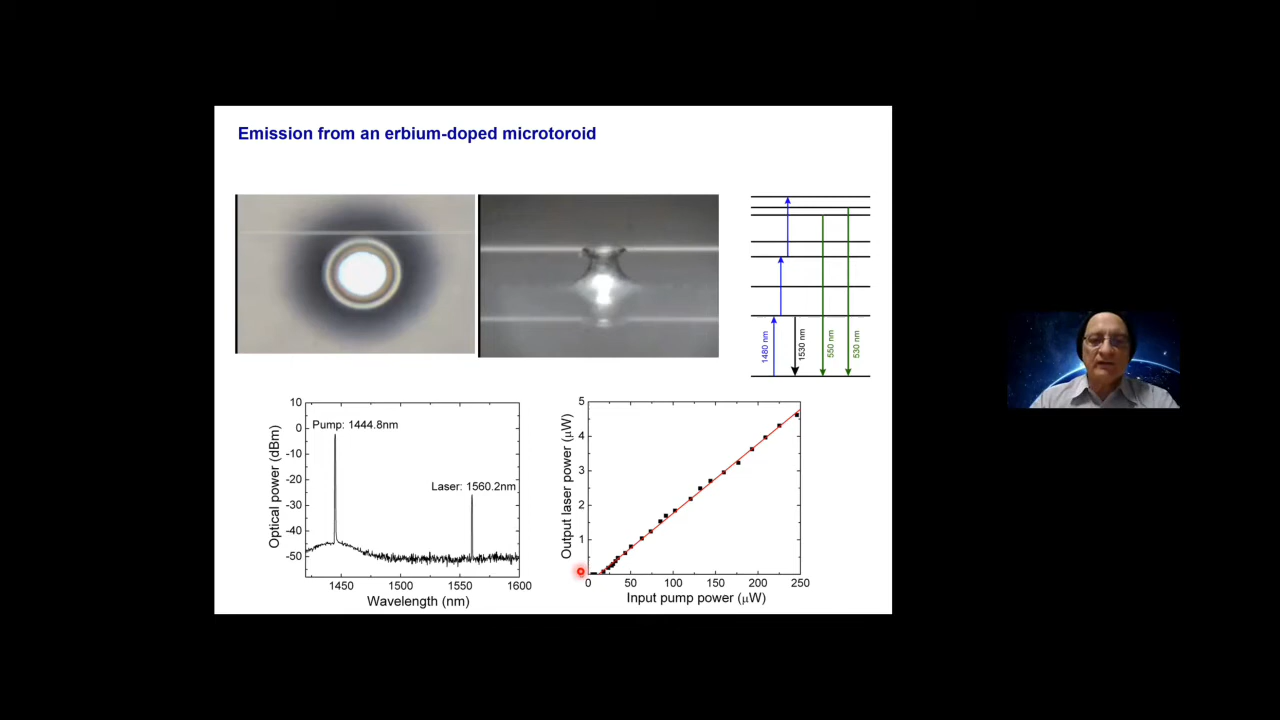 Emission from an erbium-doped microtoroid
1480 nm
1530 nm
550 nm
530 nm
10
0
-10
-20
-30
-40
-50
Optical power (dBm)
Pump: 1444.8nm
Laser: 1560.2nm
1450 1500 1550 1600
Wavelength (nm)
5
4
3
2
1
Output laser power (μW)
0 50 100 150 200 250
Input pump power (μW)